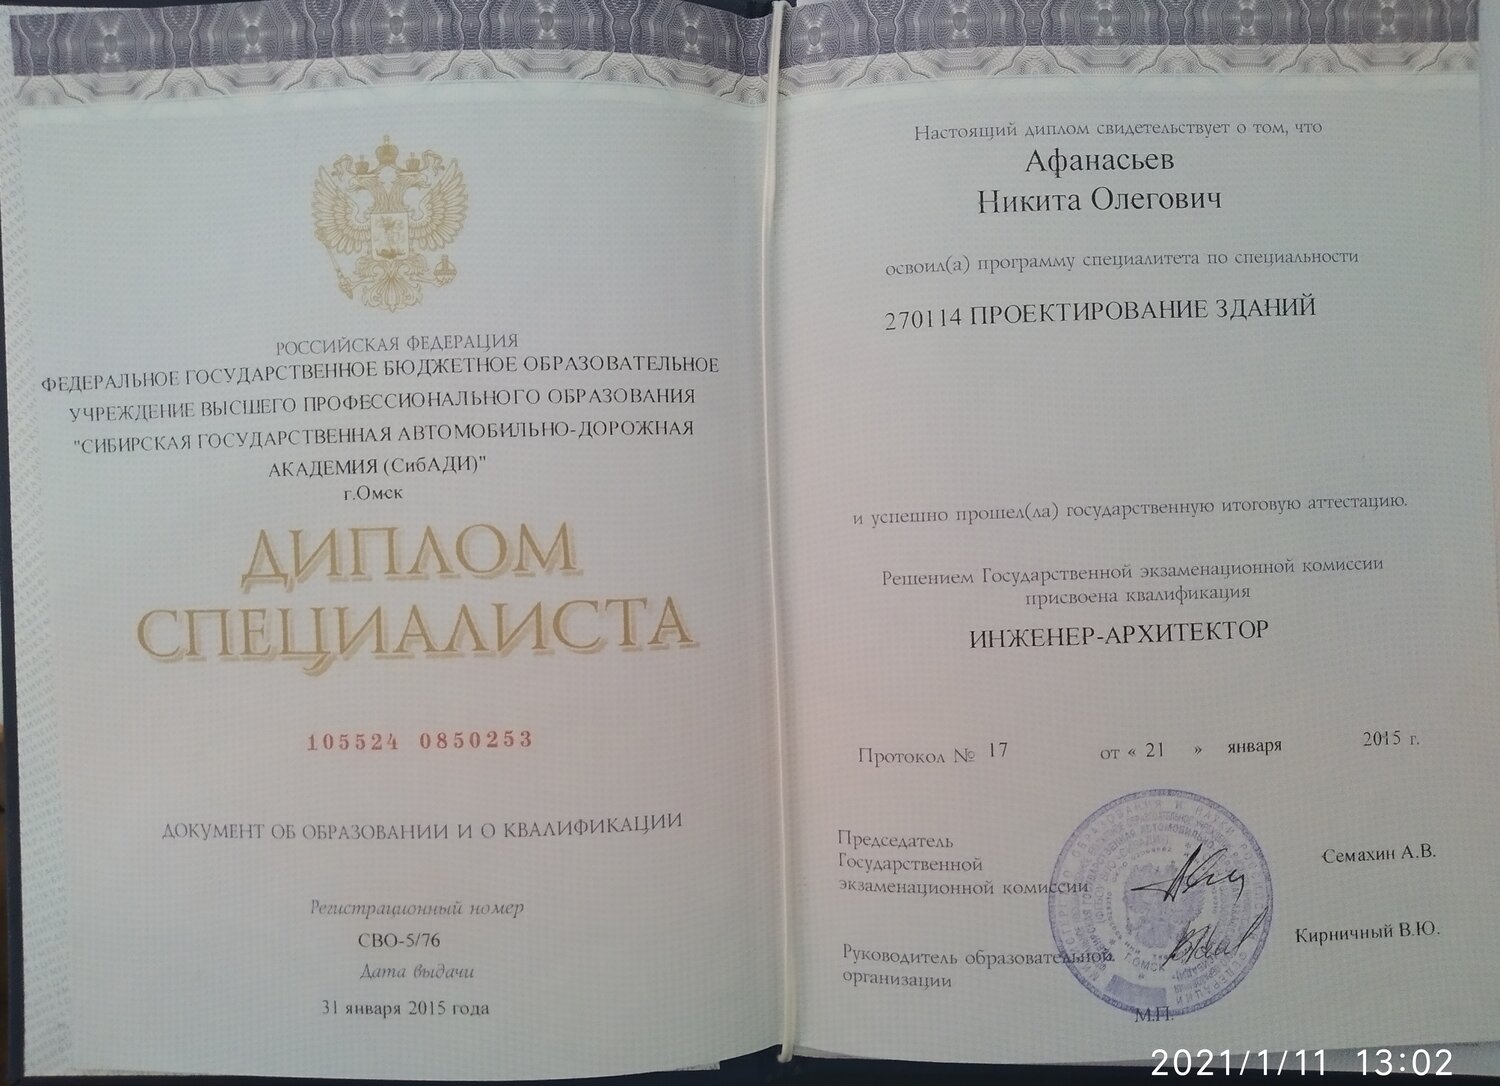 РОССИЙСКАЯ ФЕДЕРАЦИЯ
ФЕДЕРАЛЬНОЕ ГОСУДАРСТВЕННОЕ БЮДЖЕТНОЕ ОБРАЗОВАТЕЛЬНОЕ
УЧРЕЖДЕНИЕ ВЫСШЕГО ПРОФЕССИОНАЛЬНОГО ОБРАЗОВАНИЯ
"СИБИРСКАЯ ГОСУДАРСТВЕННАЯ АВТОМОБИЛЬНО-ДОРОЖНАЯ
АКАДЕМИЯ (СибАДИ)"
г.Омск
ДИПЛОМ
СПЕЦИАЛИСТА
105524 0850253
ДОКУМЕНТ ОБ ОБРАЗОВАНИИ И О КВАЛИФИКАЦИИ
Регистрационный номер
СВО-5/76
Дата выдачи
31 января 2015 года
Настоящий диплом свидетельствует о том, что
Афанасьев
Никита Олегович
освоил(а) программу специалитета по специальности
270114 ПРОЕКТИРОВАНИЕ ЗДАНИЙ
и успешно прошел(ла) государственную итоговую аттестацию.
Решением Государственной экзаменационной комиссии
присвоена квалификация
ИНЖЕНЕР-АРХИТЕКТОР
Протокол № 17 от « 21 » января 2015 г.
Председатель
Государственной
экзаменационной комиссии
Семахин А.В.
Руководитель образовательной
организации
Кирничный В.Ю.
Г.ОМСК
М.П.
2021/1/11 13:02